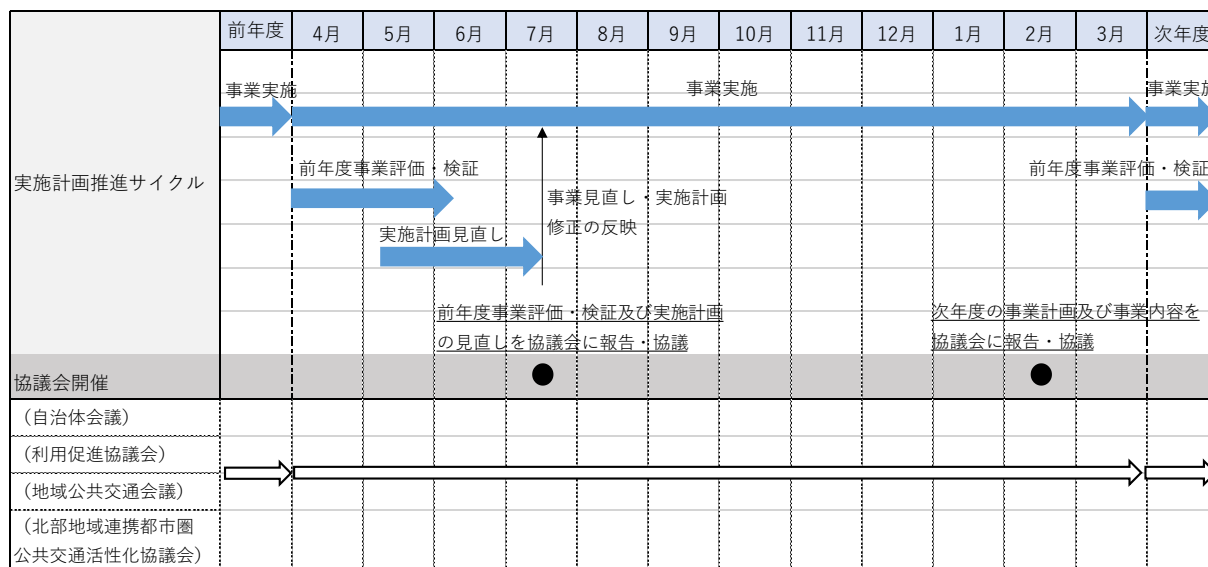 前年度 4月 5月 6月 7月 8月 9月 10月 11月 12月 1月 2月 3月 次年度
事業実施 事業実施 事業実施
実施計画推進サイクル
前年度事業評価・検証 前年度事業評価・検証
事業見直し・実施計画
修正の反映
実施計画見直し
前年度事業評価・検証及び実施計画
の見直しを協議会に報告・協議
次年度の事業計画及び事業内容を
協議会に報告・協議
協議会開催
（自治体会議）
（利用促進協議会）
（地域公共交通会議）
（北部地域連携都市圏
公共交通活性化協議会）